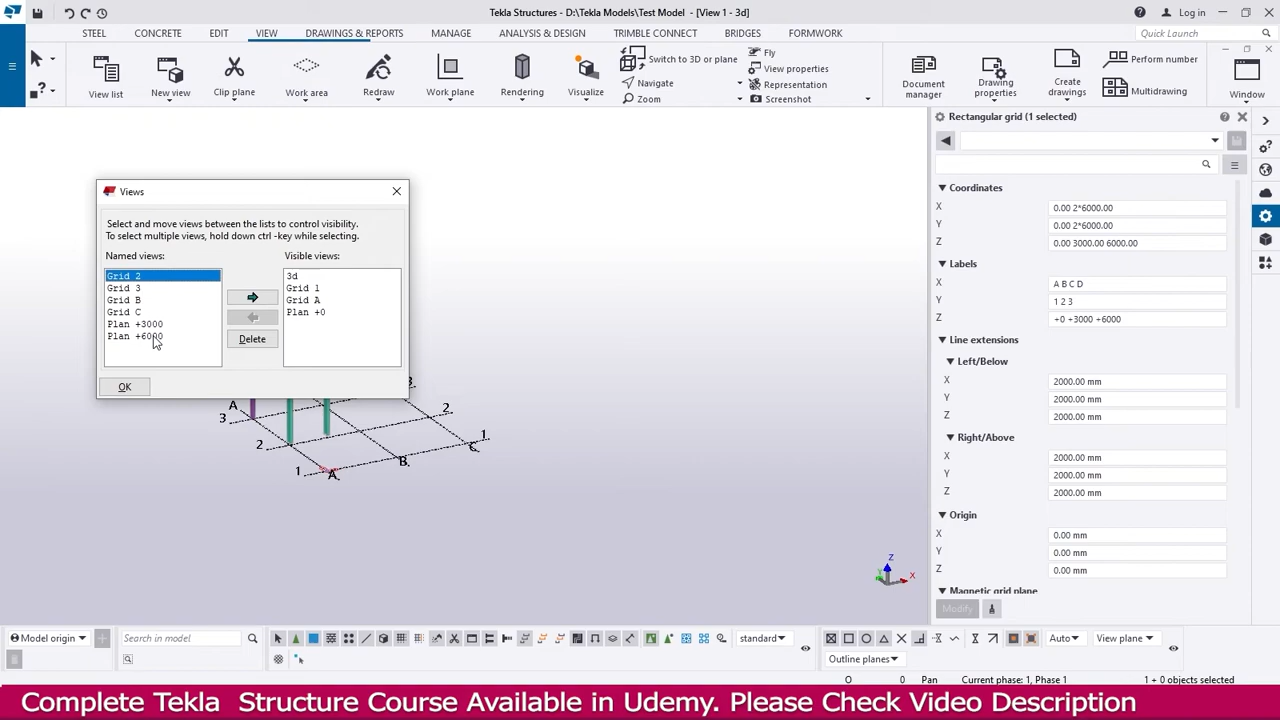 Tekla Structures - D:\Tekla Models\Test Model - [View 1 - 3d]
Log in
STEEL CONCRETE EDIT VIEW DRAWINGS & REPORTS MANAGE ANALYSIS & DESIGN TRIMBLE CONNECT BRIDGES FORMWORK
Quick Launch
View list
New view
Clip plane
Work area
Redraw
Work plane
Rendering
Visualize
Switch to 3D or plane
Navigate
Zoom
Fly
View properties
Representation
Screenshot
Document manager
Drawing properties
Create drawings
Perform number
Multidrawing
Window
Views
Select and move views between the lists to control visibility.
To select multiple views, hold down ctrl -key while selecting.
Named views:
Grid 2
Grid 3
Grid B
Grid C
Plan +3000
Plan +6000
Visible views:
3d
Grid 1
Grid A
Plan +0
Delete
OK
A
3
3
2
2
1
1
A
B
C
Z
X
Rectangular grid (1 selected)
Coordinates
X 0.00 2*6000.00
Y 0.00 2*6000.00
Z 0.00 3000.00 6000.00
Labels
X A B C D
Y 1 2 3
Z +0 +3000 +6000
Line extensions
Left/Below
X 2000.00 mm
Y 2000.00 mm
Z 2000.00 mm
Right/Above
X 2000.00 mm
Y 2000.00 mm
Z 2000.00 mm
Origin
X 0.00 mm
Y 0.00 mm
Z 0.00 mm
Magnetic grid plane
Modify
Model origin
Search in model
standard
Auto
View plane
Outline planes
O 0 Pan Current phase: 1, Phase 1 1 + 0 objects selected
Complete Tekla Structure Course Available in Udemy. Please Check Video Description